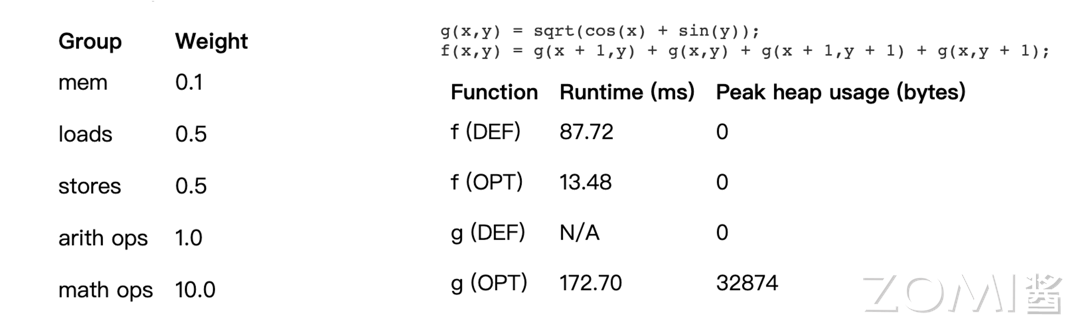 Group Weight
mem 0.1
loads 0.5
stores 0.5
arith ops 1.0
math ops 10.0
g(x,y) = sqrt(cos(x) + sin(y));
f(x,y) = g(x + 1,y) + g(x,y) + g(x + 1,y + 1) + g(x,y + 1);
Function Runtime (ms) Peak heap usage (bytes)
f (DEF) 87.72 0
f (OPT) 13.48 0
g (DEF) N/A 0
g (OPT) 172.70 32874
ZOMI酱